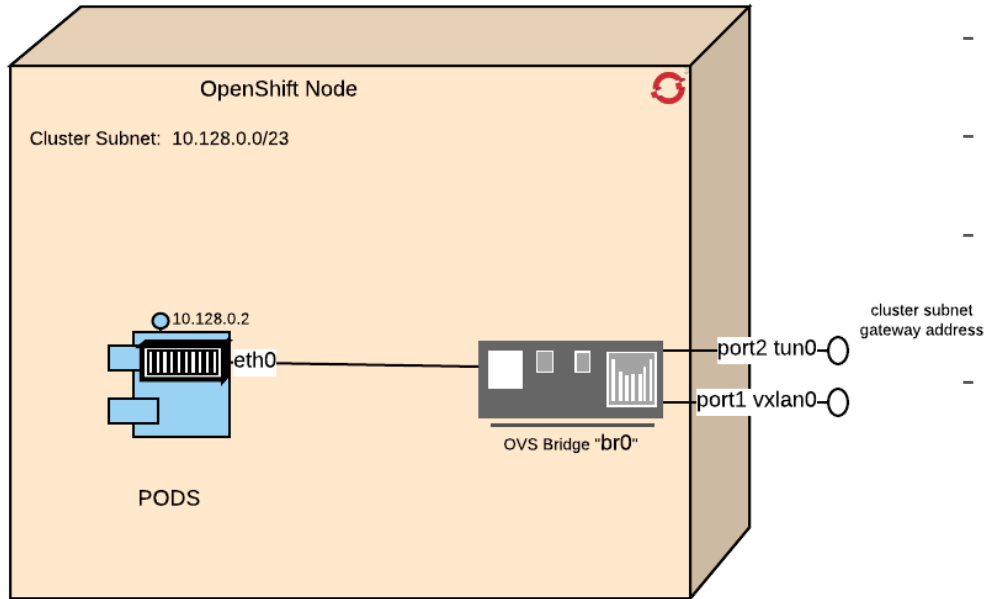 OpenShift Node
Cluster Subnet: 10.128.0.0/23
10.128.0.2
eth0
PODS
OVS Bridge "br0"
cluster subnet
gateway address
port2 tun0
port1 vxlan0
-
-
-
-